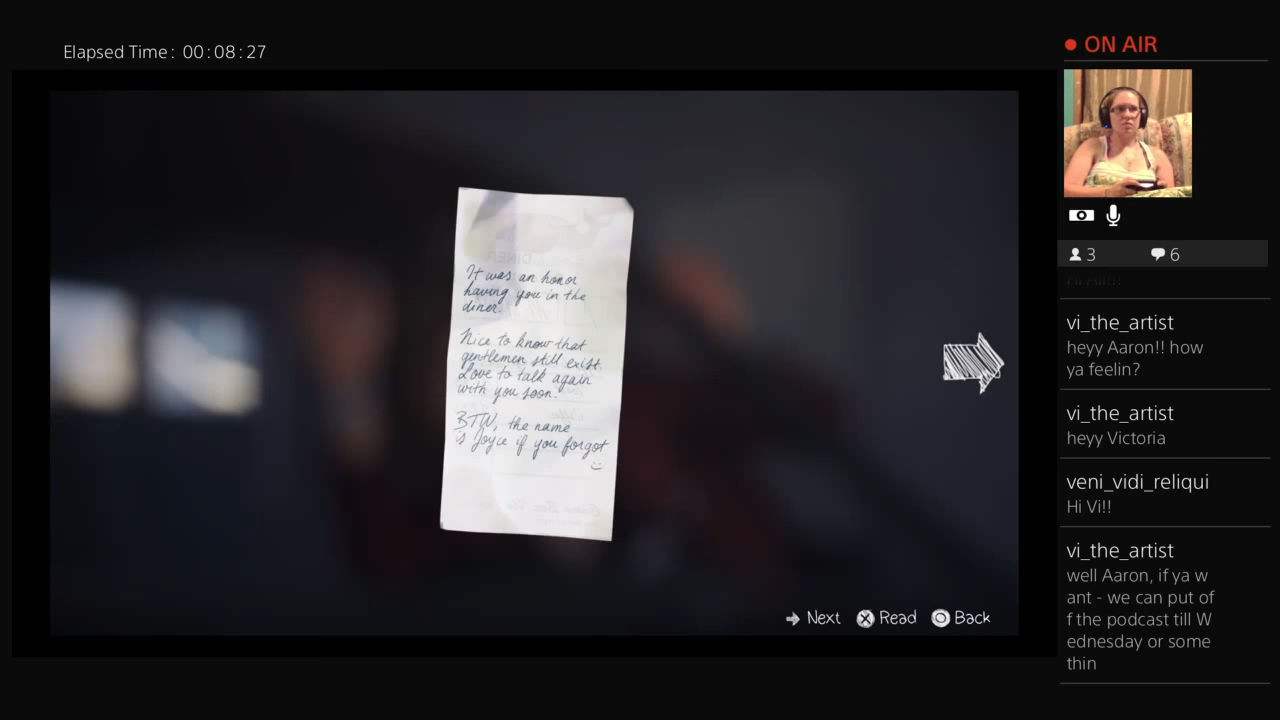 Elapsed Time: 00:08:27
ON AIR
3
6
It was an honor
having you in the
diner.
Nice to know that
gentlemen still exist.
Love to talk again
with you soon.
BTW, the name
is Joyce if you forgot
Next
Read
Back
Hi All!!!
vi_the_artist
heyy Aaron!! how
ya feelin?
vi_the_artist
heyy Victoria
veni_vidi_reliqui
Hi Vi!!
vi_the_artist
well Aaron, if ya w
ant - we can put of
f the podcast till W
ednesday or some
thin